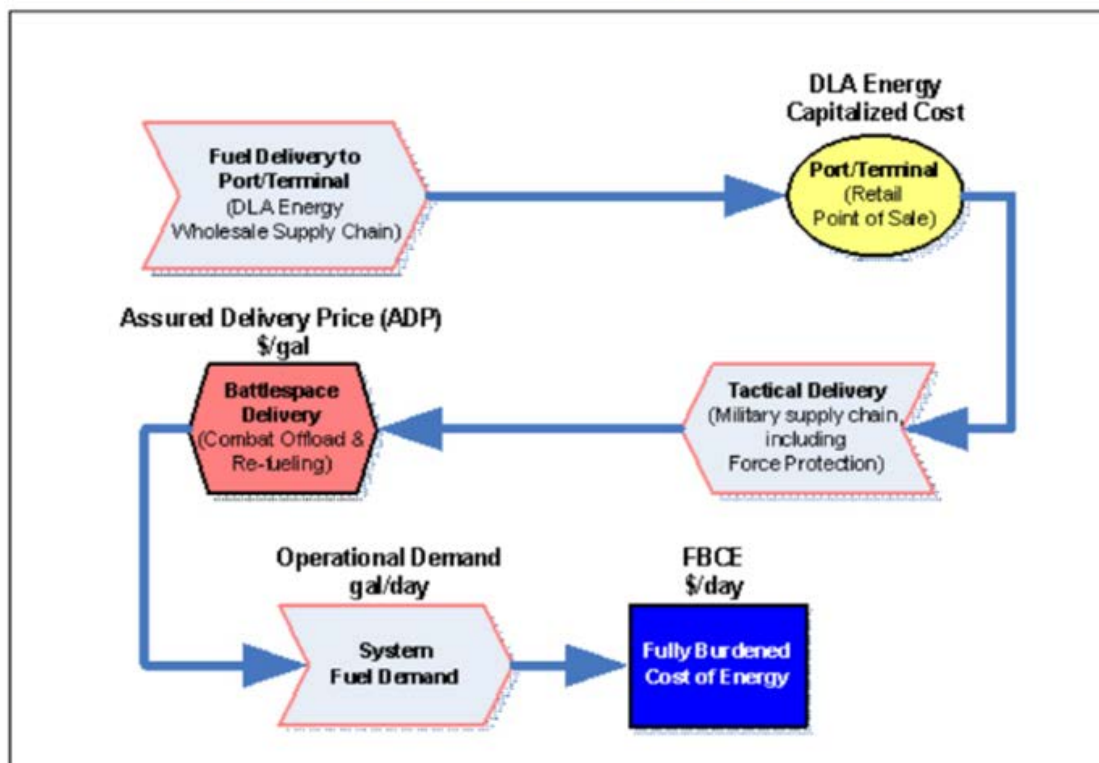 DLA Energy
Capitalized Cost
Fuel Delivery to
Port/Terminal
(DLA Energy
Wholesale Supply Chain)
Port/Terminal
(Retail
Point of Sale)
Assured Delivery Price (ADP)
$/gal
Battlespace
Delivery
(Combat Offload &
Re-fueling)
Tactical Delivery
(Military supply chain,
including
Force Protection)
Operational Demand
gal/day
System
Fuel Demand
FBCE
$/day
Fully Burdened
Cost of Energy